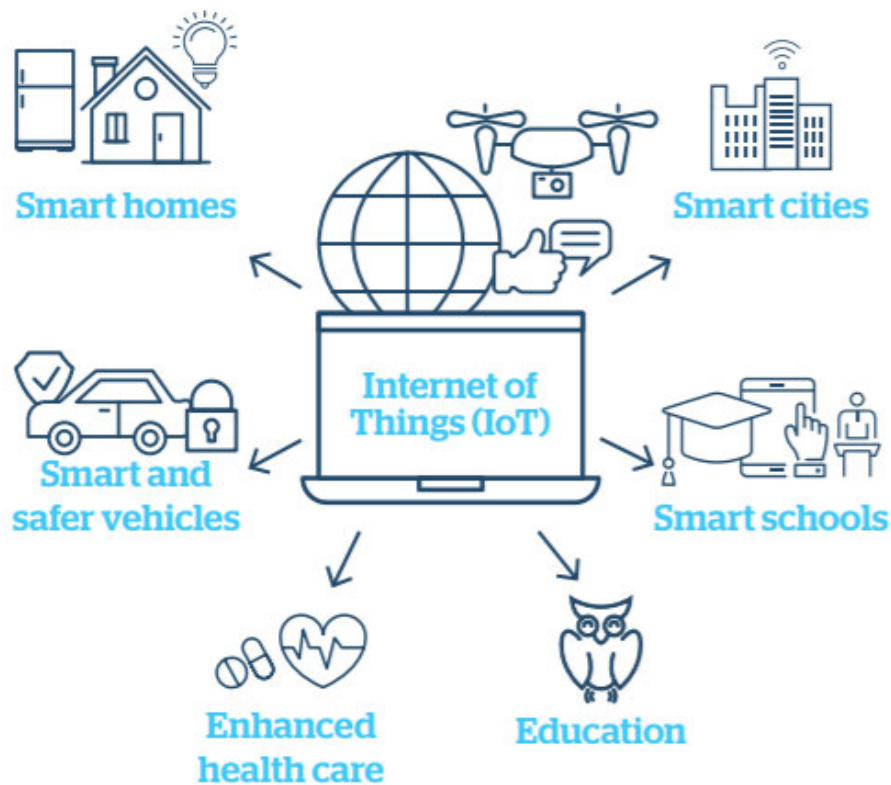 Smart homes
Smart cities
Internet of
Things (IoT)
Smart and
safer vehicles
Smart schools
Enhanced
health care
Education